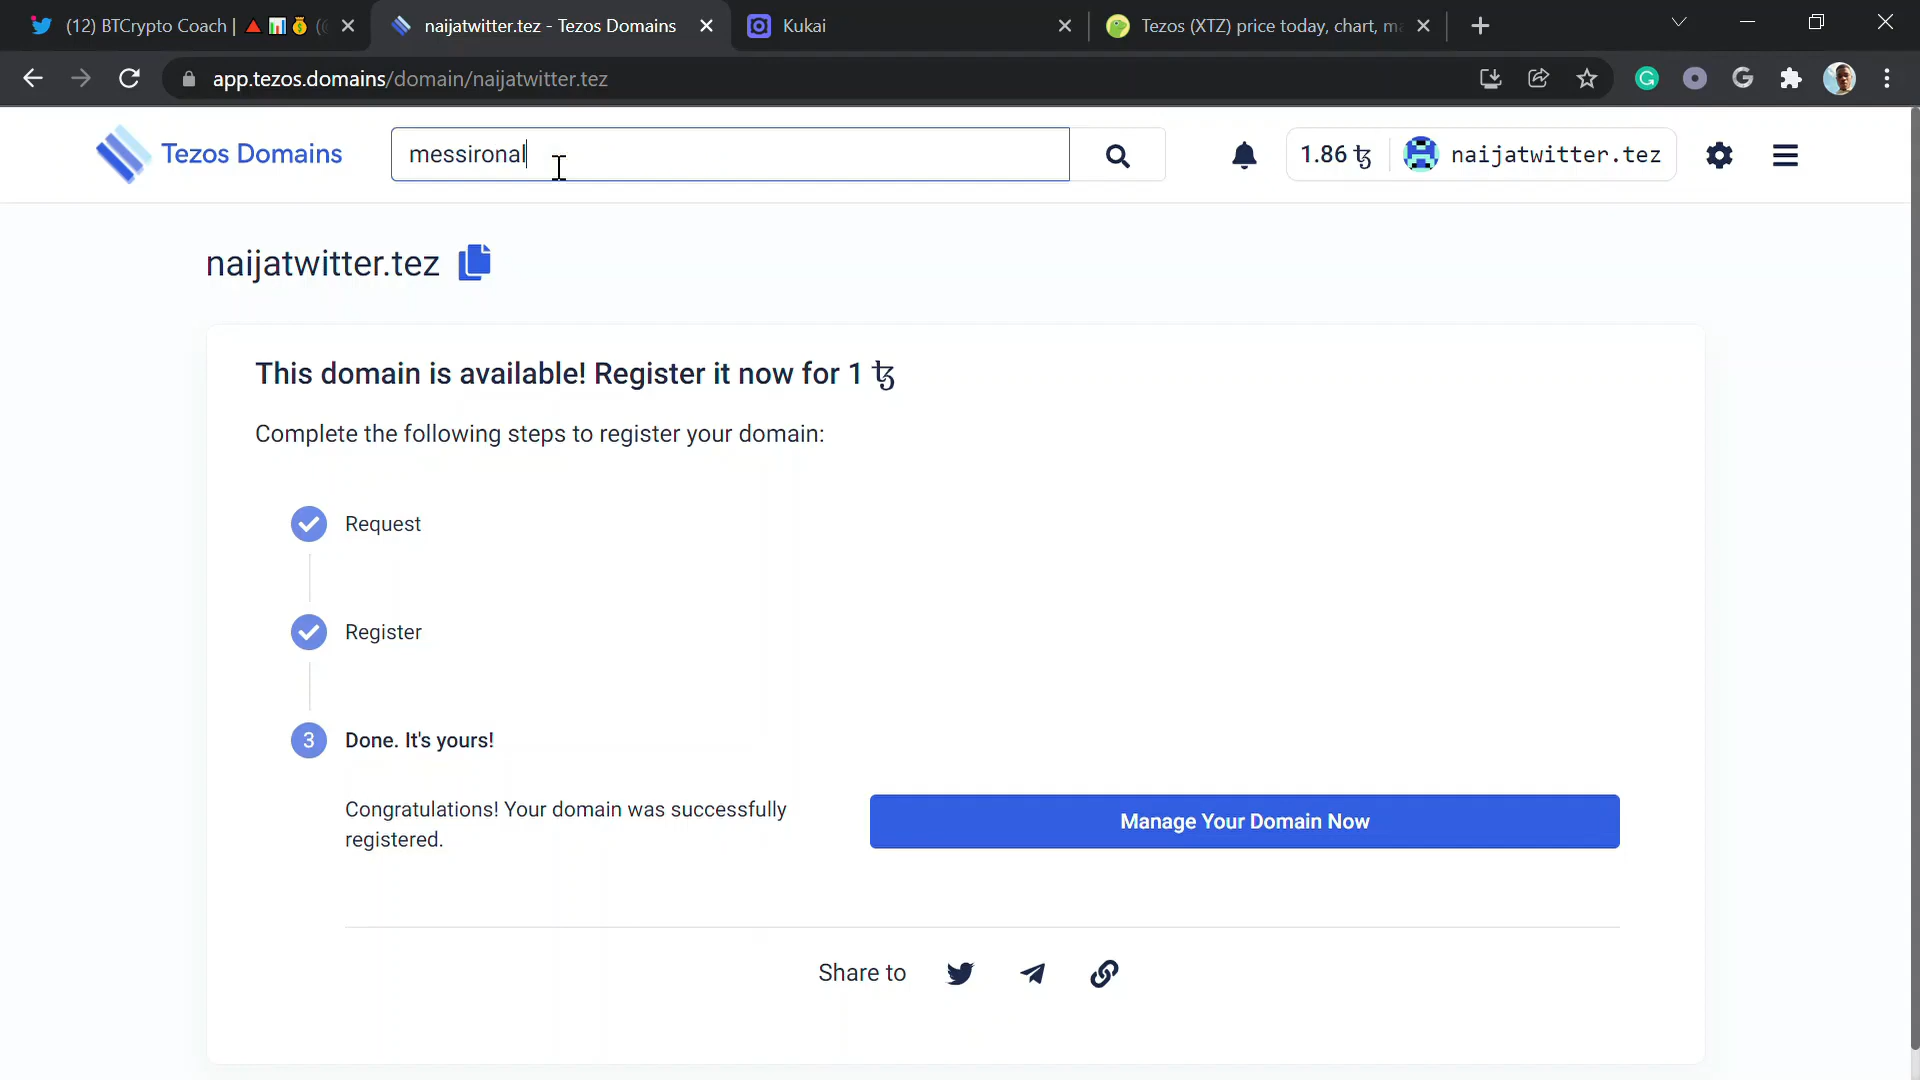 (12) BTCrypto Coach |
naijatwitter.tez - Tezos Domains
Kukai
Tezos (XTZ) price today, chart, ma
app.tezos.domains/domain/naijatwitter.tez
Tezos Domains
messironal
1.86 ꜩ
naijatwitter.tez
naijatwitter.tez
This domain is available! Register it now for 1 ꜩ
Complete the following steps to register your domain:
Request
Register
3 Done. It's yours!
Congratulations! Your domain was successfully
registered.
Manage Your Domain Now
Share to